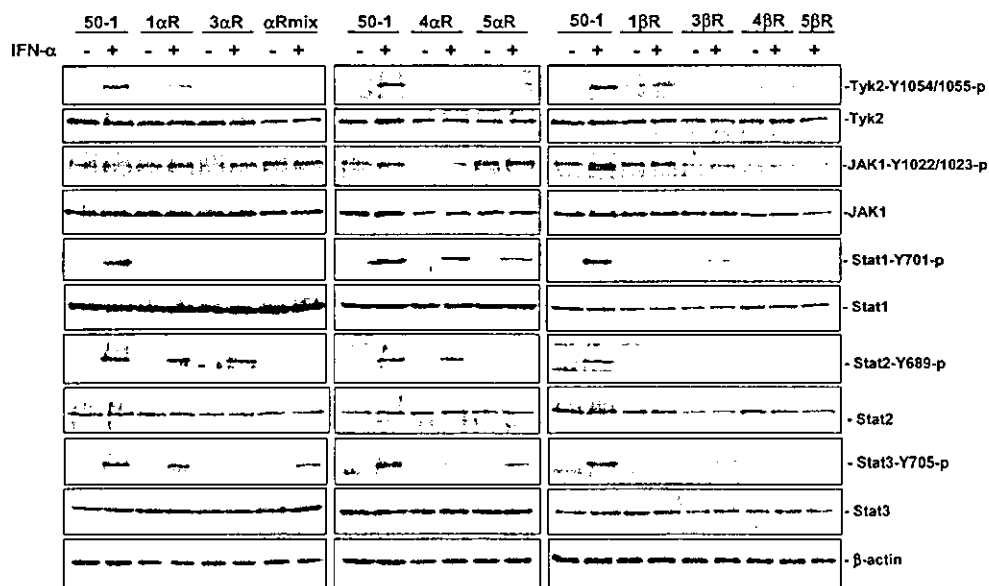 50-1 1αR 3αR αRmix 50-1 4αR 5αR 50-1 1βR 3βR 4βR 5βR
IFN-α - + - + - + - + - + - + - + - + - + - + - + +
-Tyk2-Y1054/1055-p
-Tyk2
-JAK1-Y1022/1023-p
-JAK1
- Stat1-Y701-p
-Stat1
- Stat2-Y689-p
- Stat2
- Stat3-Y705-p
- Stat3
- β-actin